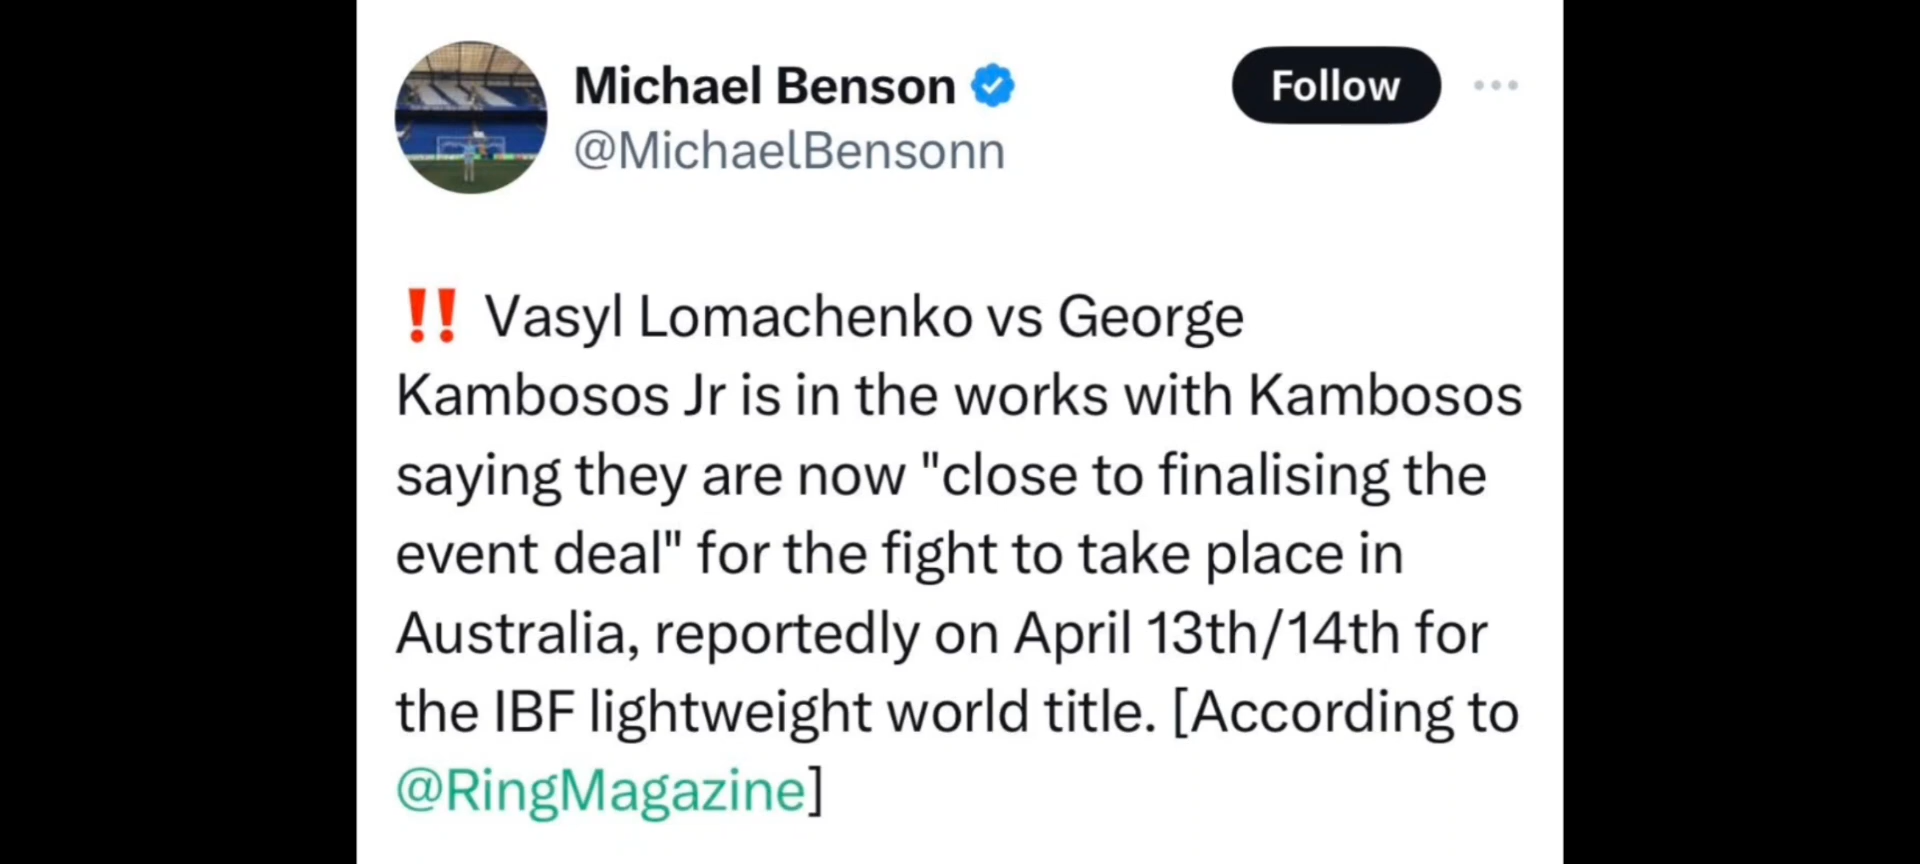 Michael Benson
Follow
@MichaelBensonn
‼️ Vasyl Lomachenko vs George
Kambosos Jr is in the works with Kambosos
saying they are now "close to finalising the
event deal" for the fight to take place in
Australia, reportedly on April 13th/14th for
the IBF lightweight world title. [According to
@RingMagazine]